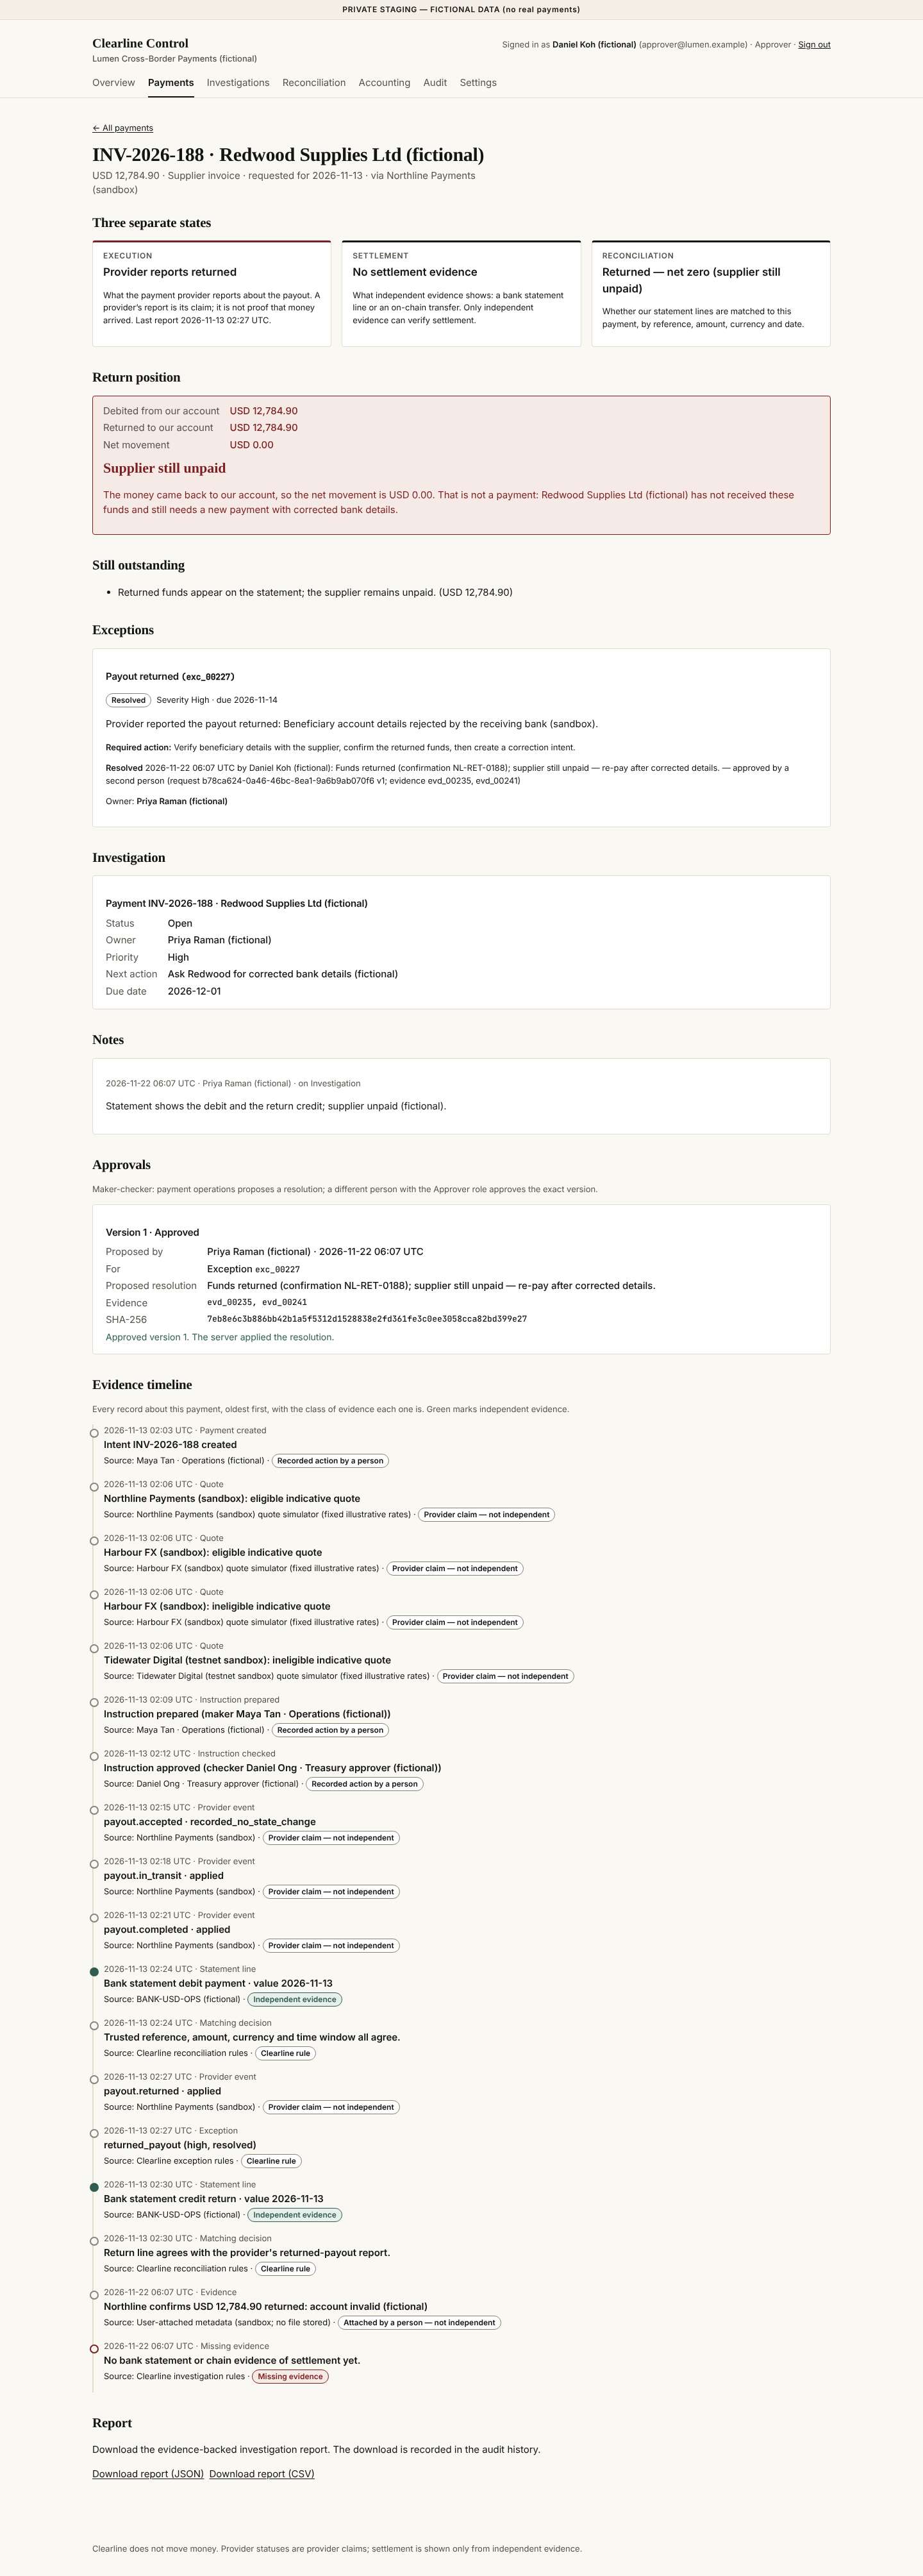 PRIVATE STAGING — FICTIONAL DATA (no real payments)
Clearline Control
Lumen Cross-Border Payments (fictional)
Signed in as Daniel Koh (fictional) (approver@lumen.example) · Approver · Sign out
Overview Payments Investigations Reconciliation Accounting Audit Settings
← All payments
INV-2026-188 · Redwood Supplies Ltd (fictional)
USD 12,784.90 · Supplier invoice · requested for 2026-11-13 · via Northline Payments
(sandbox)
Three separate states
EXECUTION
Provider reports returned
What the payment provider reports about the payout. A
provider's report is its claim; it is not proof that money
arrived. Last report 2026-11-13 02:27 UTC.
SETTLEMENT
No settlement evidence
What independent evidence shows: a bank statement
line or an on-chain transfer. Only independent
evidence can verify settlement.
RECONCILIATION
Returned — net zero (supplier still
unpaid)
Whether our statement lines are matched to this
payment, by reference, amount, currency and date.
Return position
Debited from our account USD 12,784.90
Returned to our account USD 12,784.90
Net movement USD 0.00
Supplier still unpaid
The money came back to our account, so the net movement is USD 0.00. That is not a payment: Redwood Supplies Ltd (fictional) has not received these
funds and still needs a new payment with corrected bank details.
Still outstanding
• Returned funds appear on the statement; the supplier remains unpaid. (USD 12,784.90)
Exceptions
Payout returned (exc_00227)
Resolved Severity High · due 2026-11-14
Provider reported the payout returned: Beneficiary account details rejected by the receiving bank (sandbox).
Required action: Verify beneficiary details with the supplier, confirm the returned funds, then create a correction intent.
Resolved 2026-11-22 06:07 UTC by Daniel Koh (fictional): Funds returned (confirmation NL-RET-0188); supplier still unpaid — re-pay after corrected details. — approved by a
second person (request b78ca624-0a46-46bc-8ea1-9a6b9ab070f6 v1; evidence evd_00235, evd_00241)
Owner: Priya Raman (fictional)
Investigation
Payment INV-2026-188 · Redwood Supplies Ltd (fictional)
Status Open
Owner Priya Raman (fictional)
Priority High
Next action Ask Redwood for corrected bank details (fictional)
Due date 2026-12-01
Notes
2026-11-22 06:07 UTC · Priya Raman (fictional) · on Investigation
Statement shows the debit and the return credit; supplier unpaid (fictional).
Approvals
Maker-checker: payment operations proposes a resolution; a different person with the Approver role approves the exact version.
Version 1 · Approved
Proposed by Priya Raman (fictional) · 2026-11-22 06:07 UTC
For Exception exc_00227
Proposed resolution Funds returned (confirmation NL-RET-0188); supplier still unpaid — re-pay after corrected details.
Evidence evd_00235, evd_00241
SHA-256 7eb8e6c3b886bb42b1a5f5312d1528838e2fd361fe3c0ee3058cca82bd399e27
Approved version 1. The server applied the resolution.
Evidence timeline
Every record about this payment, oldest first, with the class of evidence each one is. Green marks independent evidence.
2026-11-13 02:03 UTC · Payment created
Intent INV-2026-188 created
Source: Maya Tan · Operations (fictional) · Recorded action by a person
2026-11-13 02:06 UTC · Quote
Northline Payments (sandbox): eligible indicative quote
Source: Northline Payments (sandbox) quote simulator (fixed illustrative rates) · Provider claim — not independent
2026-11-13 02:06 UTC · Quote
Harbour FX (sandbox): eligible indicative quote
Source: Harbour FX (sandbox) quote simulator (fixed illustrative rates) · Provider claim — not independent
2026-11-13 02:06 UTC · Quote
Harbour FX (sandbox): ineligible indicative quote
Source: Harbour FX (sandbox) quote simulator (fixed illustrative rates) · Provider claim — not independent
2026-11-13 02:06 UTC · Quote
Tidewater Digital (testnet sandbox): ineligible indicative quote
Source: Tidewater Digital (testnet sandbox) quote simulator (fixed illustrative rates) · Provider claim — not independent
2026-11-13 02:09 UTC · Instruction prepared
Instruction prepared (maker Maya Tan · Operations (fictional))
Source: Maya Tan · Operations (fictional) · Recorded action by a person
2026-11-13 02:12 UTC · Instruction checked
Instruction approved (checker Daniel Ong · Treasury approver (fictional))
Source: Daniel Ong · Treasury approver (fictional) · Recorded action by a person
2026-11-13 02:15 UTC · Provider event
payout.accepted · recorded_no_state_change
Source: Northline Payments (sandbox) · Provider claim — not independent
2026-11-13 02:18 UTC · Provider event
payout.in_transit · applied
Source: Northline Payments (sandbox) · Provider claim — not independent
2026-11-13 02:21 UTC · Provider event
payout.completed · applied
Source: Northline Payments (sandbox) · Provider claim — not independent
2026-11-13 02:24 UTC · Statement line
Bank statement debit payment · value 2026-11-13
Source: BANK-USD-OPS (fictional) · Independent evidence
2026-11-13 02:24 UTC · Matching decision
Trusted reference, amount, currency and time window all agree.
Source: Clearline reconciliation rules · Clearline rule
2026-11-13 02:27 UTC · Provider event
payout.returned · applied
Source: Northline Payments (sandbox) · Provider claim — not independent
2026-11-13 02:27 UTC · Exception
returned_payout (high, resolved)
Source: Clearline exception rules · Clearline rule
2026-11-13 02:30 UTC · Statement line
Bank statement credit return · value 2026-11-13
Source: BANK-USD-OPS (fictional) · Independent evidence
2026-11-13 02:30 UTC · Matching decision
Return line agrees with the provider's returned-payout report.
Source: Clearline reconciliation rules · Clearline rule
2026-11-22 06:07 UTC · Evidence
Northline confirms USD 12,784.90 returned: account invalid (fictional)
Source: User-attached metadata (sandbox; no file stored) · Attached by a person — not independent
2026-11-22 06:07 UTC · Missing evidence
No bank statement or chain evidence of settlement yet.
Source: Clearline investigation rules · Missing evidence
Report
Download the evidence-backed investigation report. The download is recorded in the audit history.
Download report (JSON) Download report (CSV)
Clearline does not move money. Provider statuses are provider claims; settlement is shown only from independent evidence.